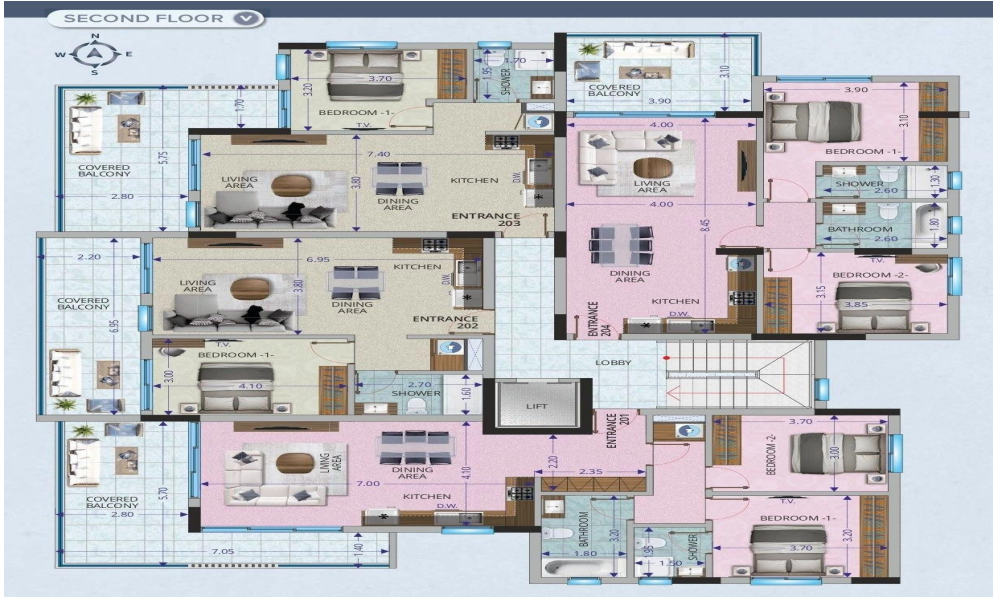 SECOND FLOOR
N
W E
S
3.20
3.70
BEDROOM -1-
T.V.
1.95
SHOWER
1.70
COVERED
BALCONY
3.10
3.90
3.90
3.10
BEDROOM -1-
1.70
COVERED
BALCONY
5.75
2.80
7.40
LIVING
AREA
3.80
DINING
AREA
KITCHEN
D.W.
*
ENTRANCE
203
4.00
LIVING
AREA
4.00
8.45
DINING
AREA
KITCHEN
D.W.
*
ENTRANCE
204
SHOWER
2.60
1.30
BATHROOM
2.60
1.80
T.V.
BEDROOM -2-
3.15
3.85
2.20
COVERED
BALCONY
6.95
6.95
LIVING
AREA
3.80
DINING
AREA
KITCHEN
D.W.
*
ENTRANCE
202
T.V.
BEDROOM -1-
3.00
4.10
2.70
SHOWER
1.60
LOBBY
LIFT
ENTRANCE
201
COVERED
BALCONY
5.70
2.80
7.05
1.40
LIVING
AREA
7.00
DINING
AREA
4.10
KITCHEN
D.W.
*
2.20
2.35
BATHROOM
3.20
1.80
1.95
SHOWER
1.50
3.70
BEDROOM -2-
3.00
T.V.
BEDROOM -1-
3.70
3.20